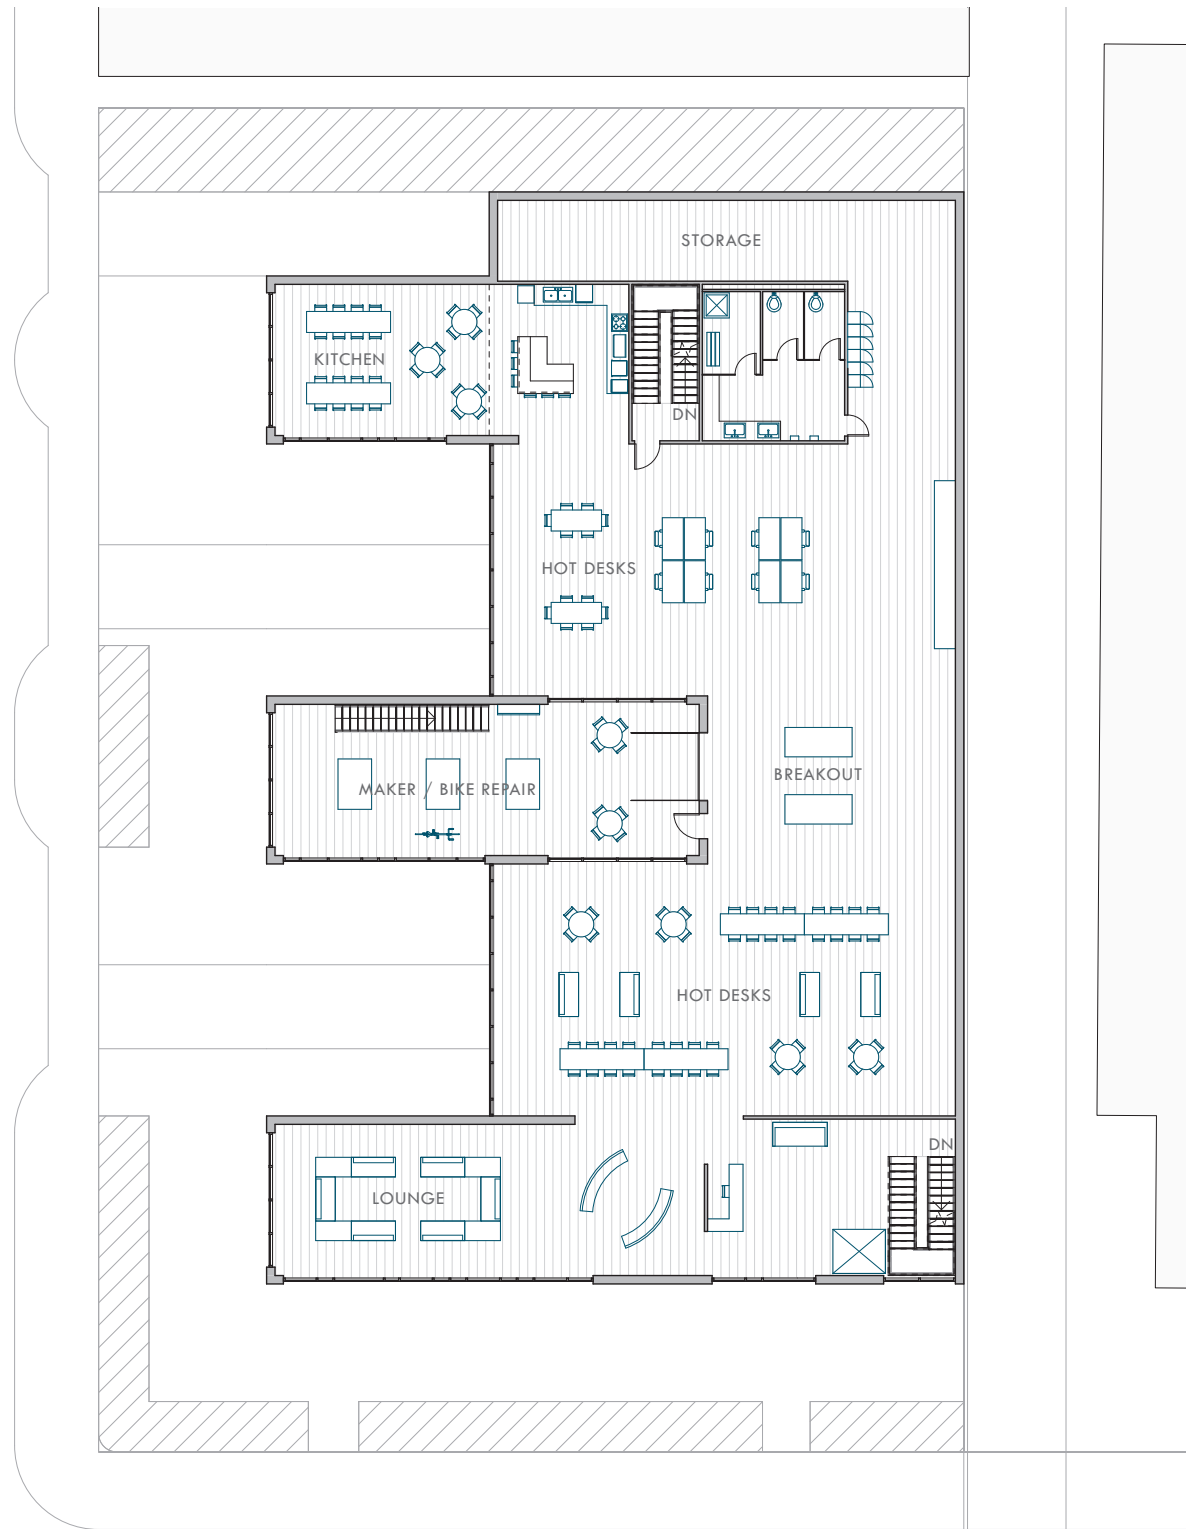 STORAGE
KITCHEN
DN
HOT DESKS
BREAKOUT
MAKER / BIKE REPAIR
HOT DESKS
DN
LOUNGE